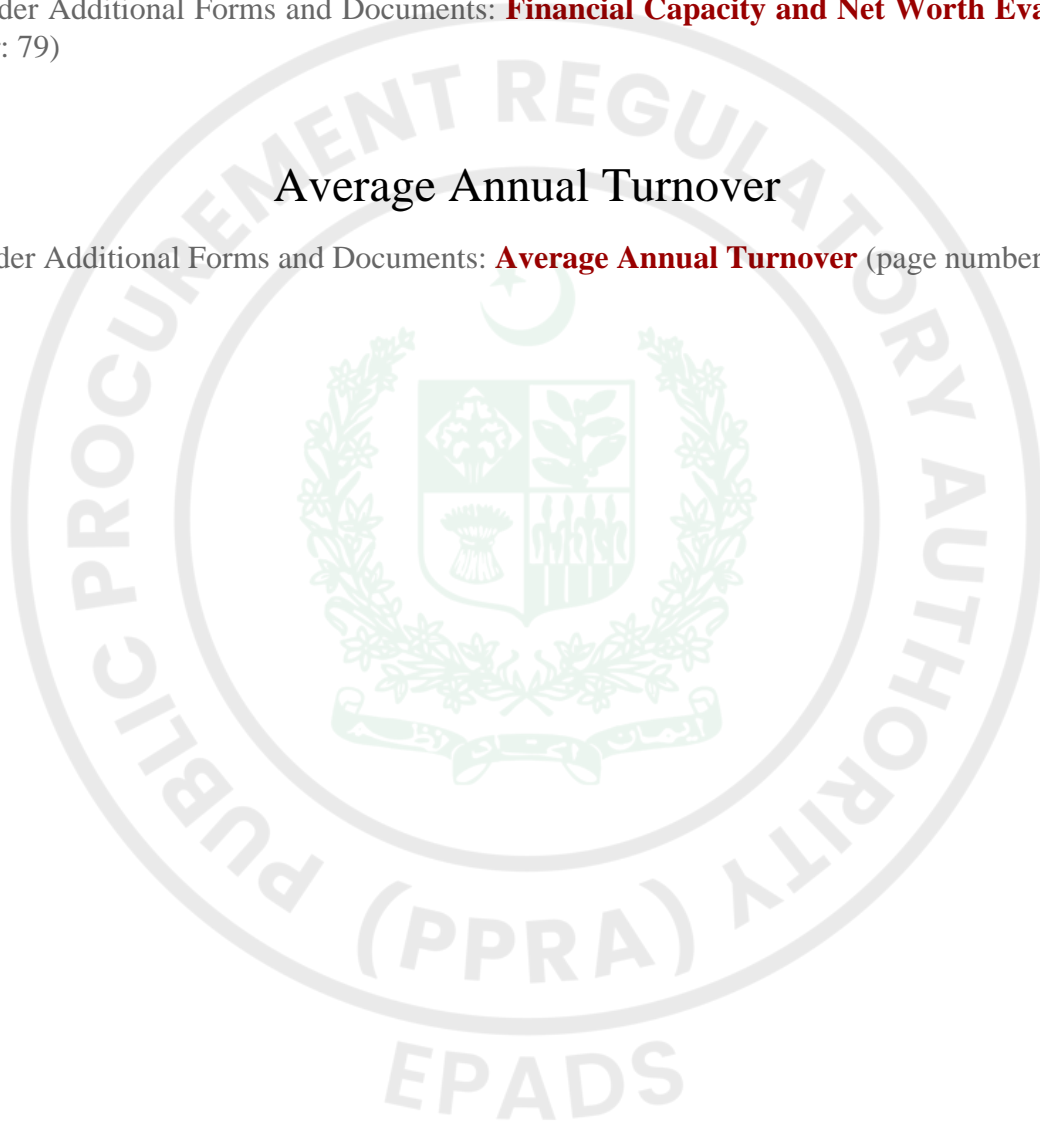 der Additional Forms and Documents: Financial Capacity and Net Worth Eva
: 79)
Average Annual Turnover
der Additional Forms and Documents: Average Annual Turnover (page number
PUBLIC PROCUREMENT REGULATORY AUTHORITY
(PPRA)
EPADS